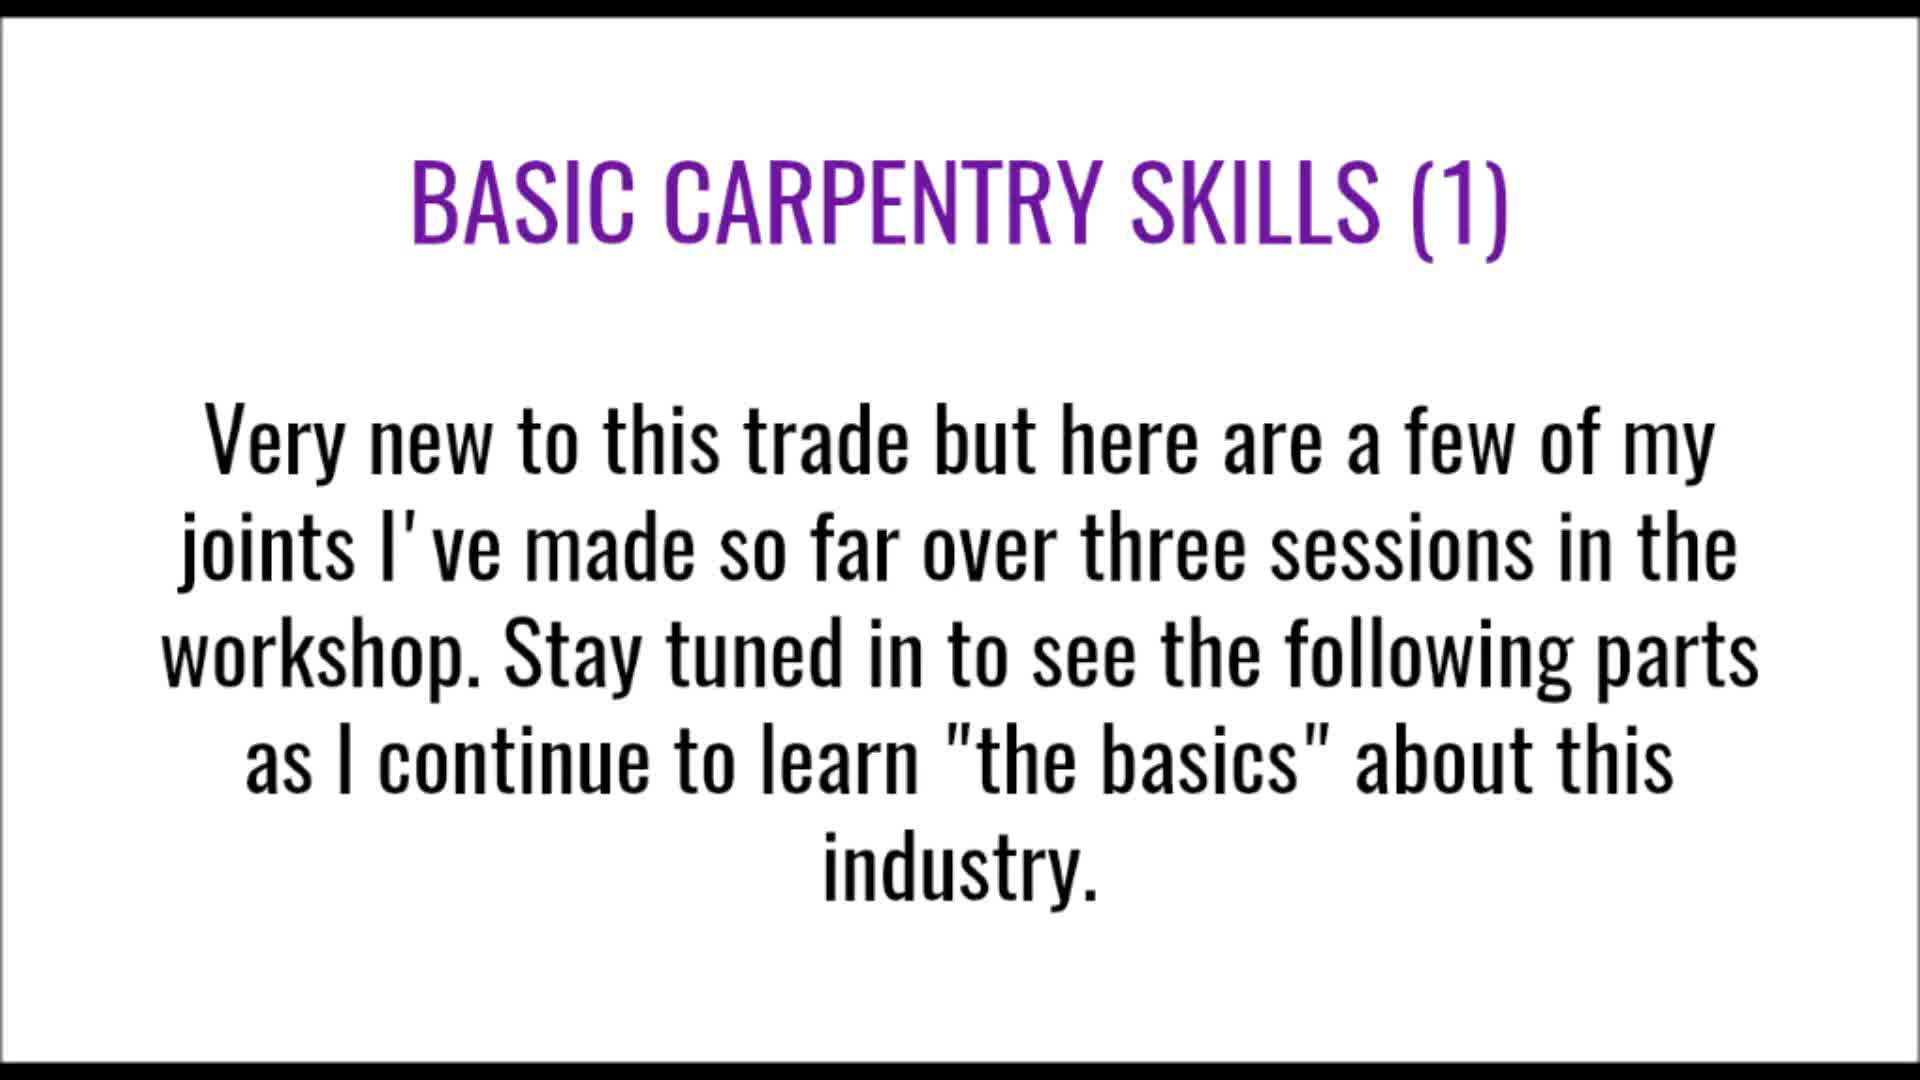 BASIC CARPENTRY SKILLS (1)
Very new to this trade but here are a few of my
joints I've made so far over three sessions in the
workshop. Stay tuned in to see the following parts
as I continue to learn "the basics" about this
industry.